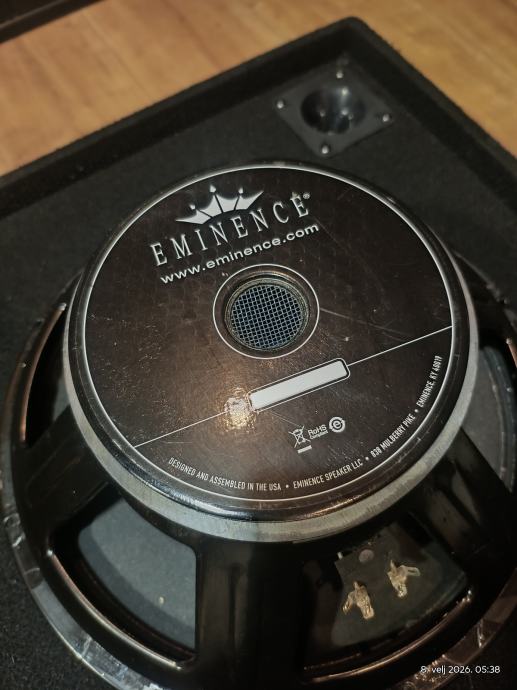 EMINENCE®
www.eminence.com
RoHS
Compliant
e
DESIGNED AND ASSEMBLED IN THE USA • EMINENCE SPEAKER LLC • 838 MULBERRY PIKE • EMINENCE, KY 40019
8. velj 2026. 05:38